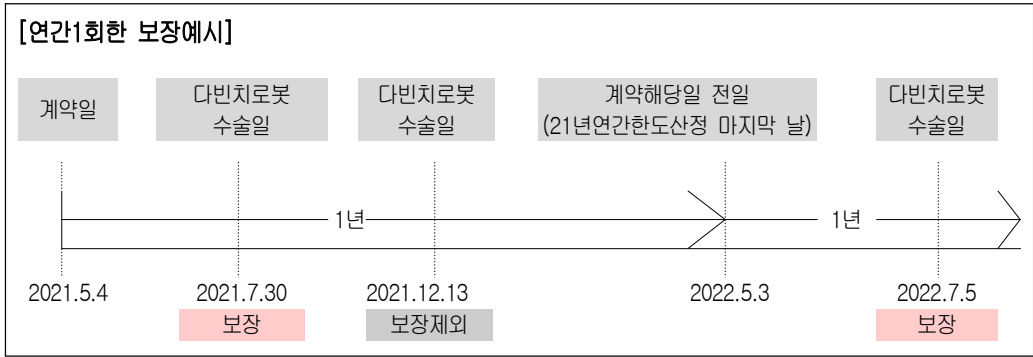 [연간1회한 보장예시]
계약일
다빈치로봇
수술일
다빈치로봇
수술일
계약해당일 전일
(21년연간한도산정 마지막 날)
다빈치로봇
수술일
1년
1년
2021.5.4
2021.7.30
2021.12.13
2022.5.3
2022.7.5
보장
보장제외
보장